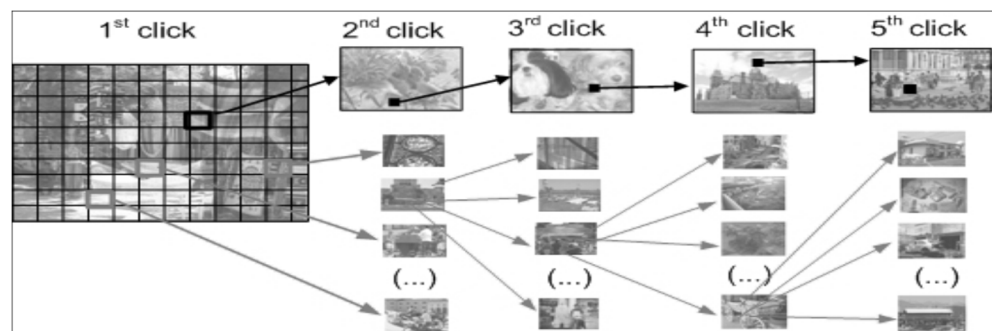 1st click
2nd click
3rd click
4th click
5th click
(...)
(...)
(...)
(...)